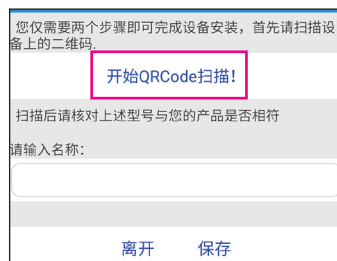 您仅需要两个步骤即可完成设备安装，首先请扫描设
备上的二维码.
开始QRCode扫描！
扫描后请核对上述型号与您的产品是否相符
请输入名称：
离开 保存